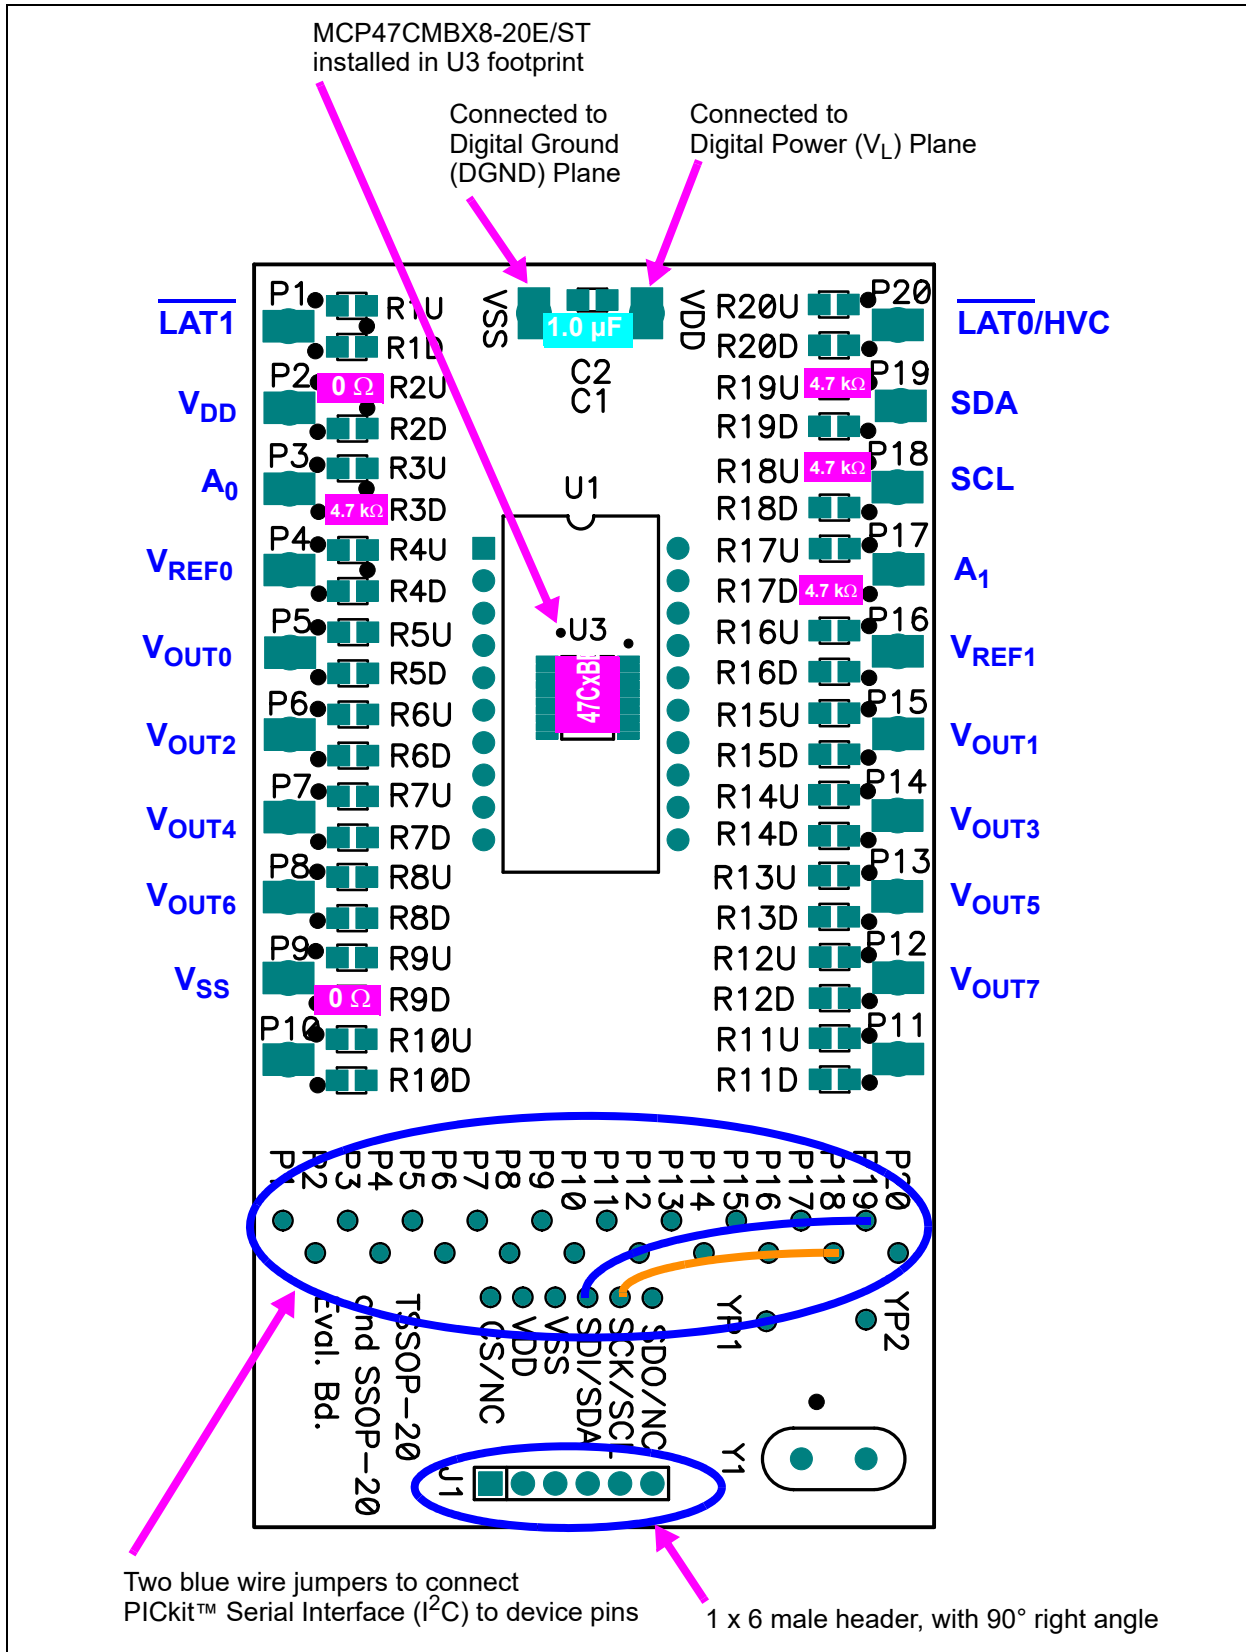 MCP47CMBX8-20E/ST
installed in U3 footprint
Connected to
Digital Ground
(DGND) Plane
Connected to
Digital Power (VL) Plane
LAT1
P1
R1U
R1D
VSS
1.0 µF
VDD
C2
C1
R20U
R20D
P20
LAT0/HVC
VDD
P2
0 Ω
R2U
R2D
R19U
4.7 kΩ
R19D
P19
SDA
A0
P3
R3U
4.7 kΩ
R3D
R18U
4.7 kΩ
R18D
P18
SCL
U1
VREF0
P4
R4U
R4D
R17U
R17D
4.7 kΩ
P17
A1
VOUT0
P5
R5U
R5D
U3
47CxB
R16U
R16D
P16
VREF1
VOUT2
P6
R6U
R6D
R15U
R15D
P15
VOUT1
VOUT4
P7
R7U
R7D
R14U
R14D
P14
VOUT3
VOUT6
P8
R8U
R8D
R13U
R13D
P13
VOUT5
VSS
P9
R9U
0 Ω
R9D
R12U
R12D
P12
VOUT7
P10
R10U
R10D
R11U
R11D
P11
P1
P2
P3
P4
P5
P6
P7
P8
P9
P10
P11
P12
P13
P14
P15
P16
P17
P18
P19
P20
TSSOP-20
and SSOP-20
Eval. Bd.
CS/NC
VDD
VSS
SDI/SDA
SCK/SCL
SDO/NC
YP1
YP2
J1
Y1
Two blue wire jumpers to connect
PICkit™ Serial Interface (I²C) to device pins
1 x 6 male header, with 90° right angle